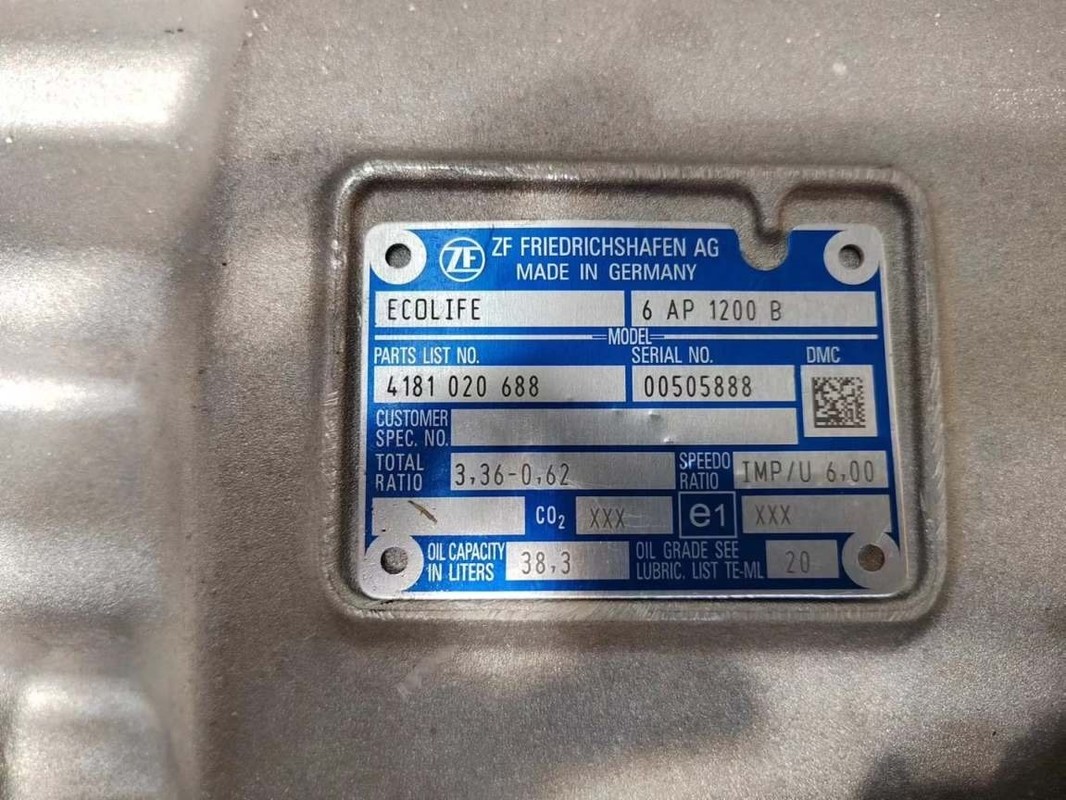 ZF ZF FRIEDRICHSHAFEN AG
MADE IN GERMANY
ECOLIFE 6 AP 1200 B
MODEL
PARTS LIST NO. SERIAL NO. DMC
4181 020 688 00505888
CUSTOMER
SPEC. NO.
TOTAL RATIO 3,36-0,62 SPEEDO RATIO IMP/U 6,00
CO₂ XXX e1 XXX
OIL CAPACITY IN LITERS 38,3 OIL GRADE SEE LUBRIC. LIST TE-ML 20